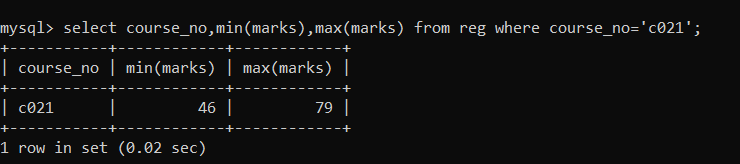 mysql> select course_no,min(marks),max(marks) from reg where course_no='c021';
+-----------+------------+------------+
| course_no | min(marks) | max(marks) |
+-----------+------------+------------+
| c021      |         46 |         79 |
+-----------+------------+------------+
1 row in set (0.02 sec)